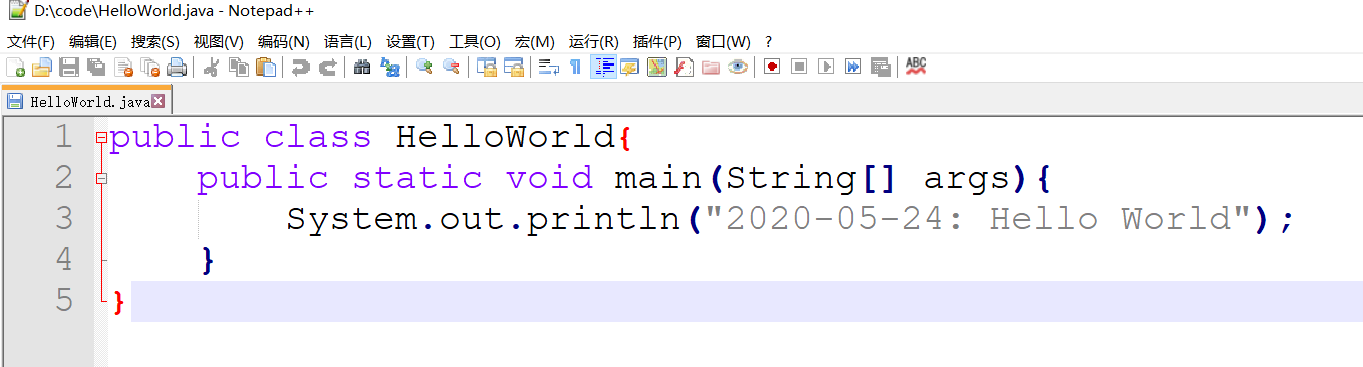 D:\code\HelloWorld.java - Notepad++
文件(F) 编辑(E) 搜索(S) 视图(V) 编码(N) 语言(L) 设置(T) 工具(O) 宏(M) 运行(R) 插件(P) 窗口(W) ?
ABC
HelloWorld.java
1 public class HelloWorld{
2 public static void main(String[] args){
3 System.out.println("2020-05-24: Hello World");
4 }
5 }